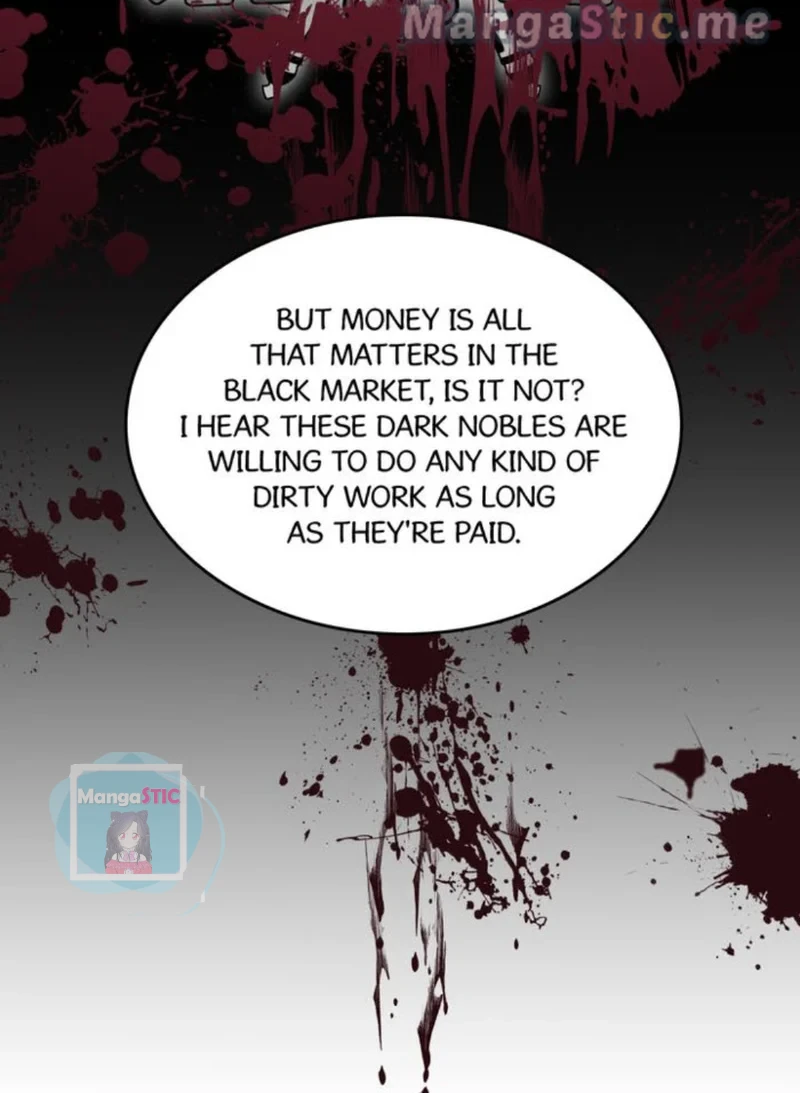 MangaStic.me
BUT MONEY IS ALL
THAT MATTERS IN THE
BLACK MARKET, IS IT NOT?
I HEAR THESE DARK NOBLES ARE
WILLING TO DO ANY KIND OF
DIRTY WORK AS LONG
AS THEY'RE PAID.
MangaSTIC